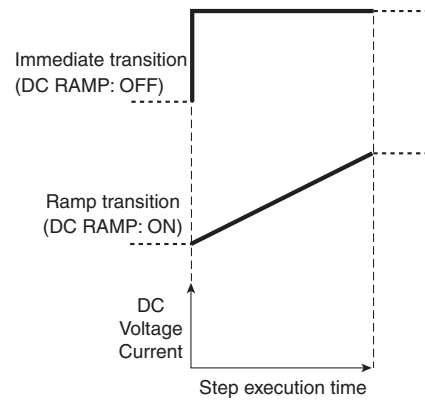 Immediate transition
(DC RAMP: OFF)
Ramp transition
(DC RAMP: ON)
DC
Voltage
Current
Step execution time